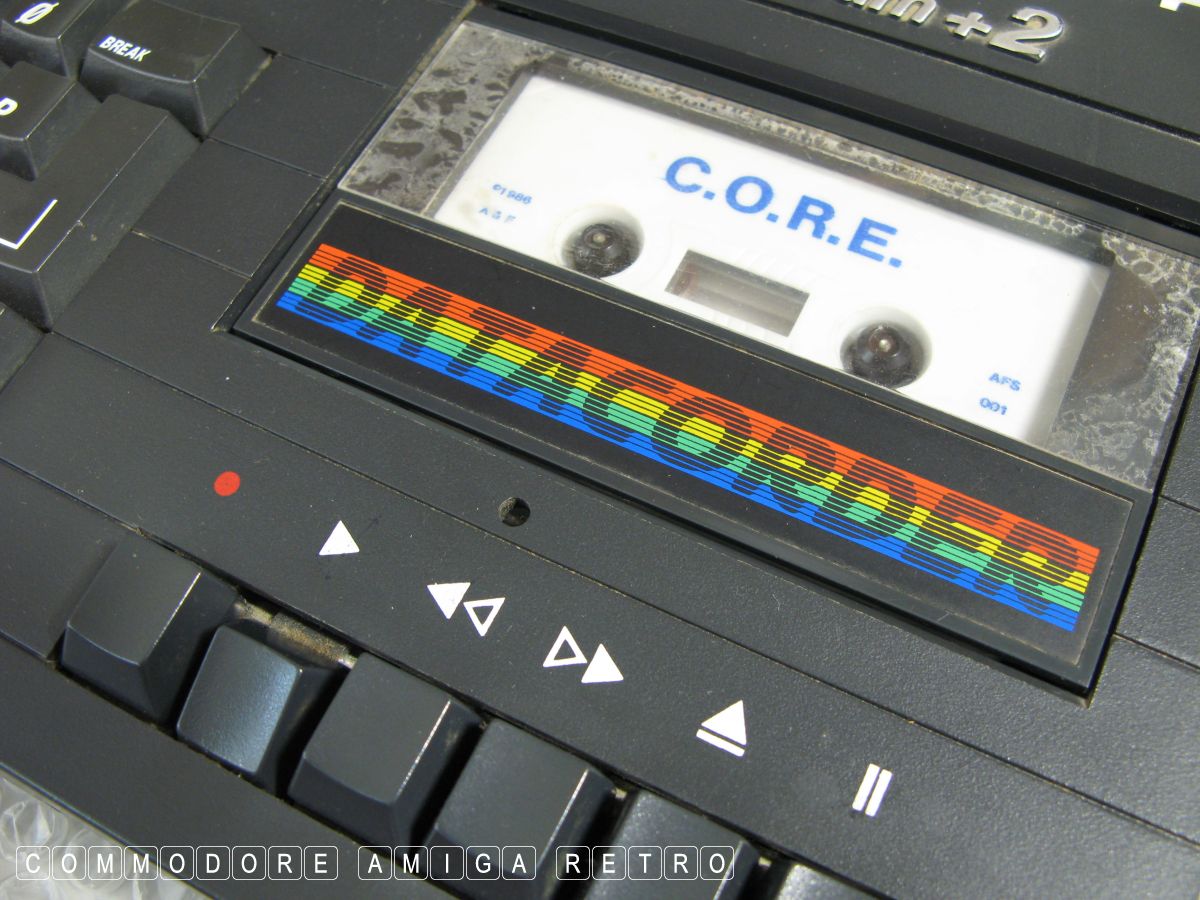 Ø
BREAK
P
+2
C.O.R.E.
©1986
A & F
AFS
001
DATACORDER
COMMODORE AMIGA RETRO